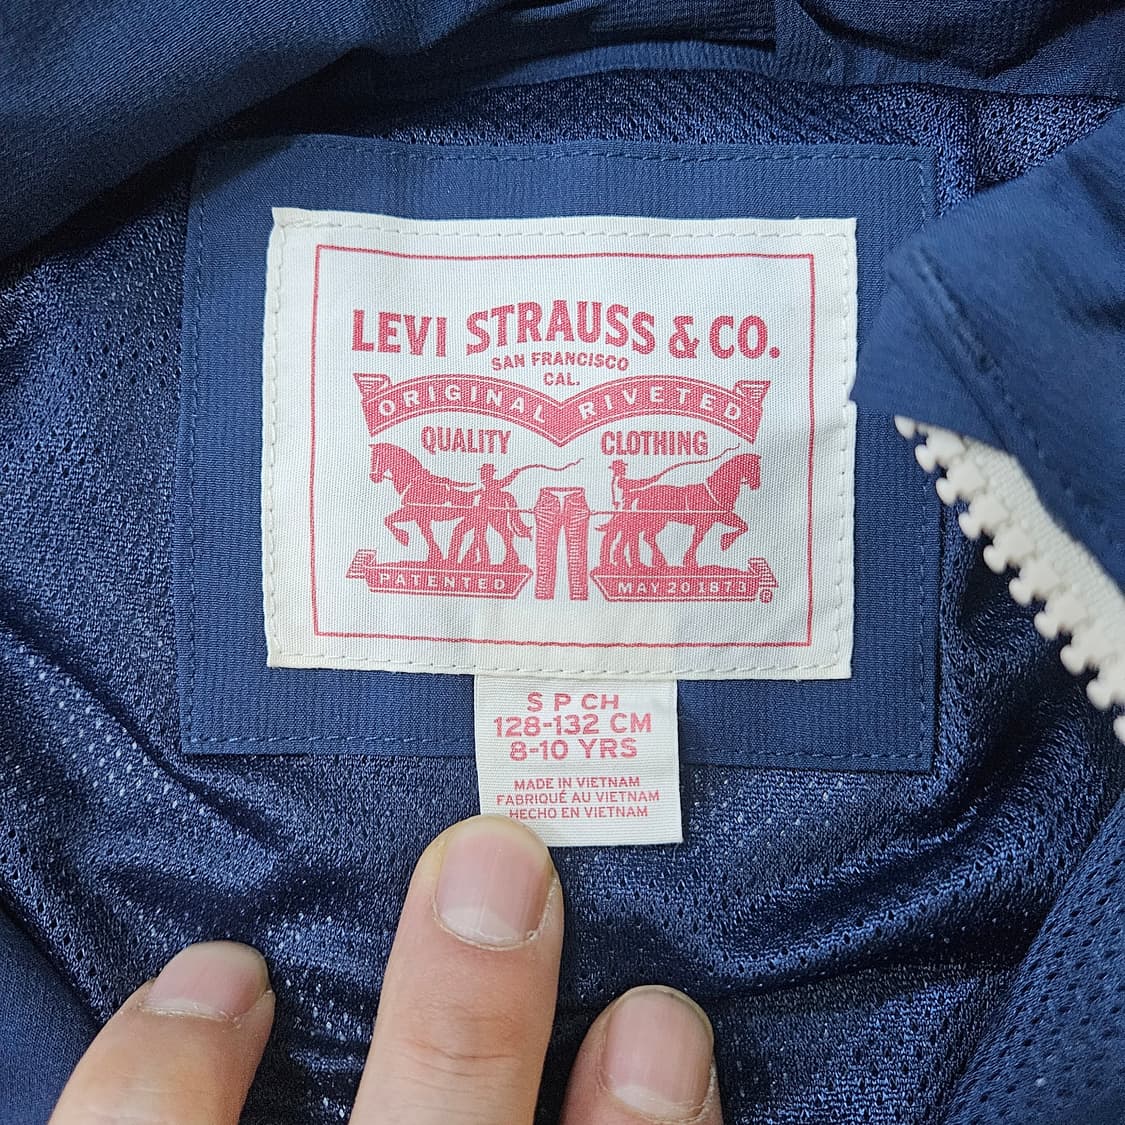 LEVI STRAUSS & CO.
SAN FRANCISCO
CAL.
ORIGINAL RIVETED
QUALITY CLOTHING
PATENTED MAY 20 1873 ®
S P CH
128-132 CM
8-10 YRS
MADE IN VIETNAM
FABRIQUÉ AU VIETNAM
HECHO EN VIETNAM